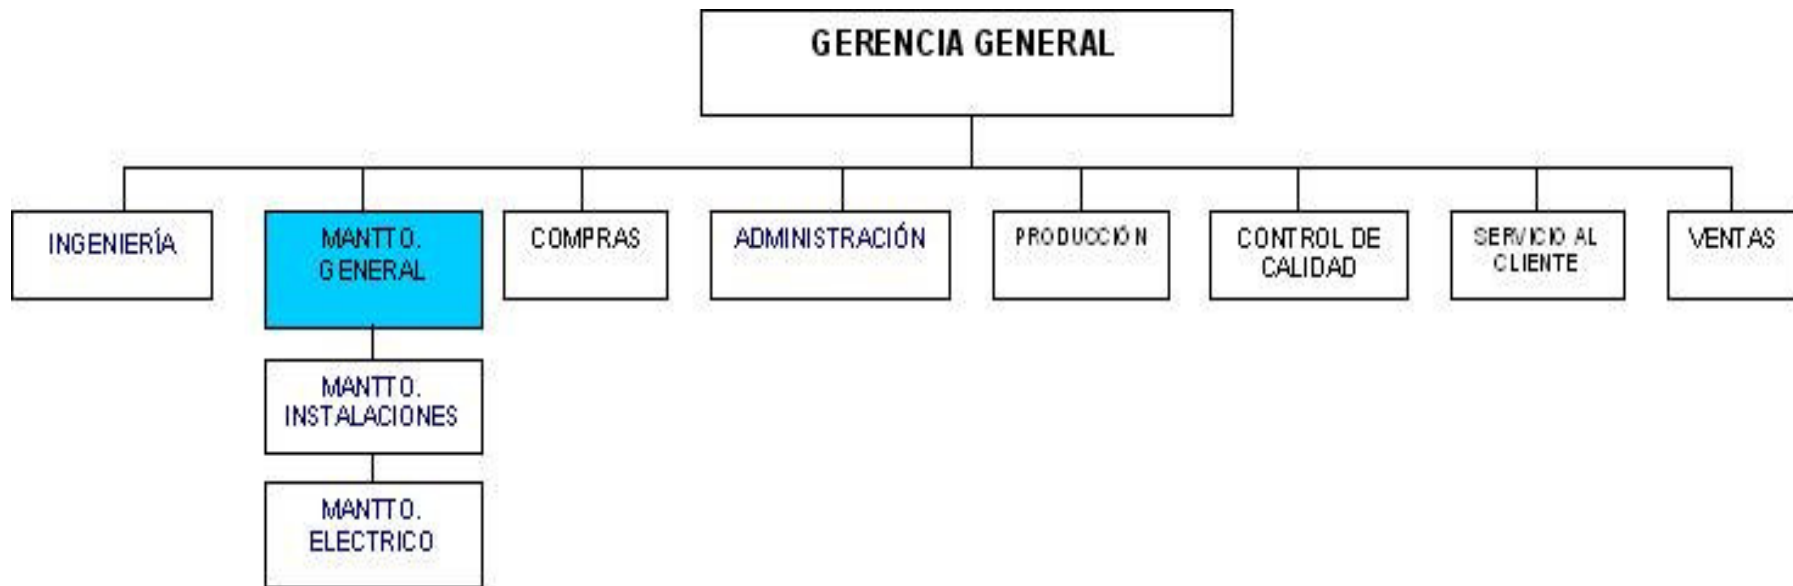 GERENCIA GENERAL
INGENIERÍA
MANTTO.
GENERAL
COMPRAS
ADMINISTRACIÓN
PRODUCCIÓN
CONTROL DE
CALIDAD
SERVICIO AL
CLIENTE
VENTAS
MANTTO.
INSTALACIONES
MANTTO.
ELECTRICO